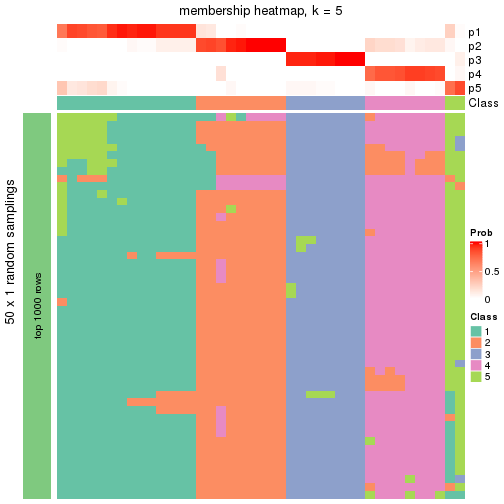 membership heatmap, k = 5
p1
p2
p3
p4
p5
Class
50 x 1 random samplings
top 1000 rows
Prob
1
0.5
0
Class
1
2
3
4
5